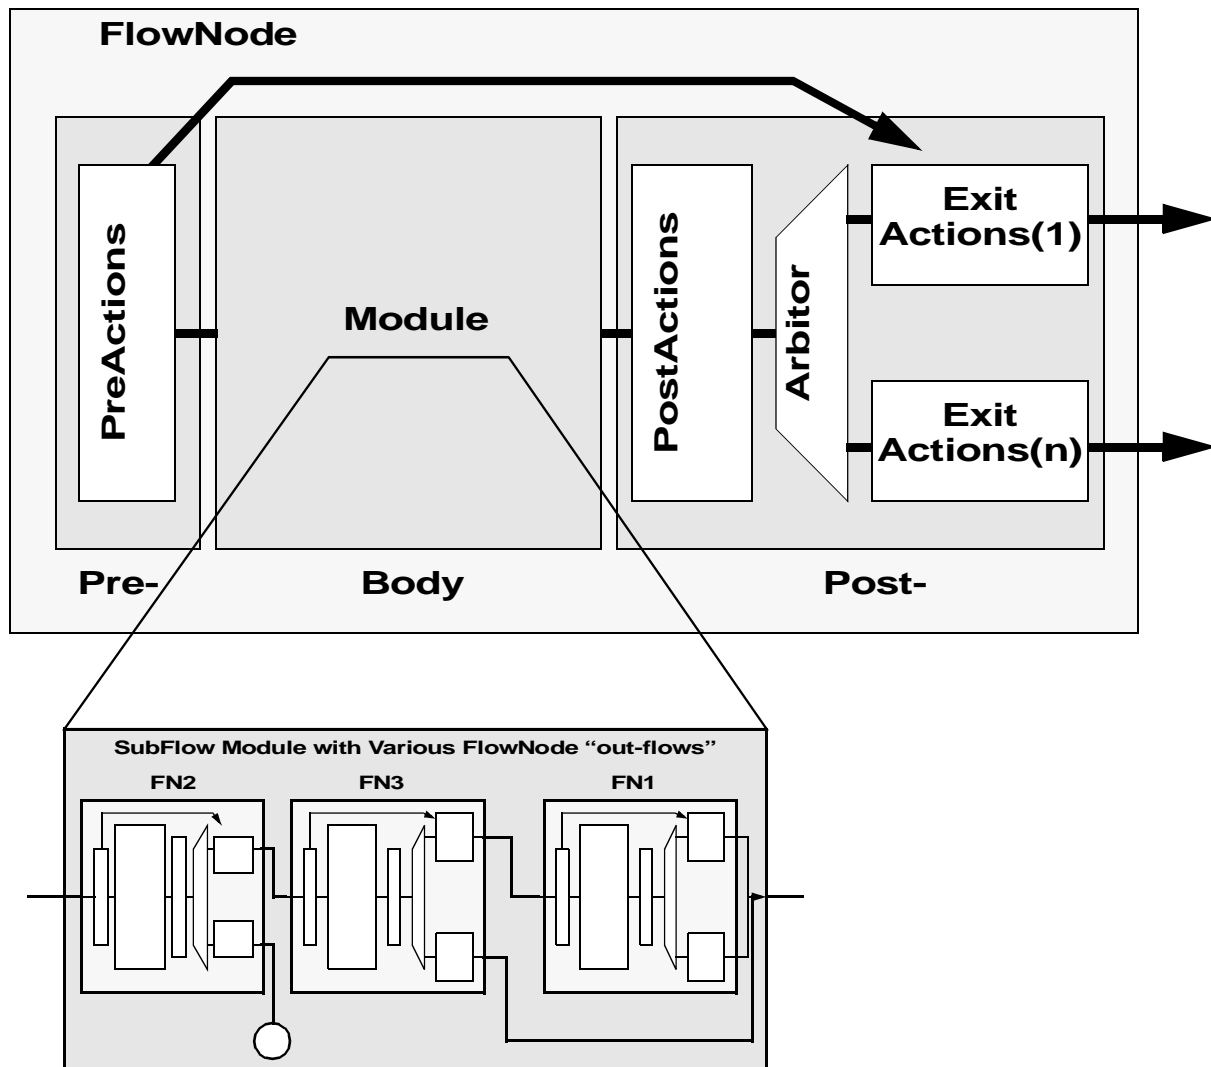 FlowNode
PreActions
Module
PostActions
Arbitor
Exit
Actions(1)
Exit
Actions(n)
Pre-
Body
Post-
SubFlow Module with Various FlowNode “out-flows”
FN2
FN3
FN1